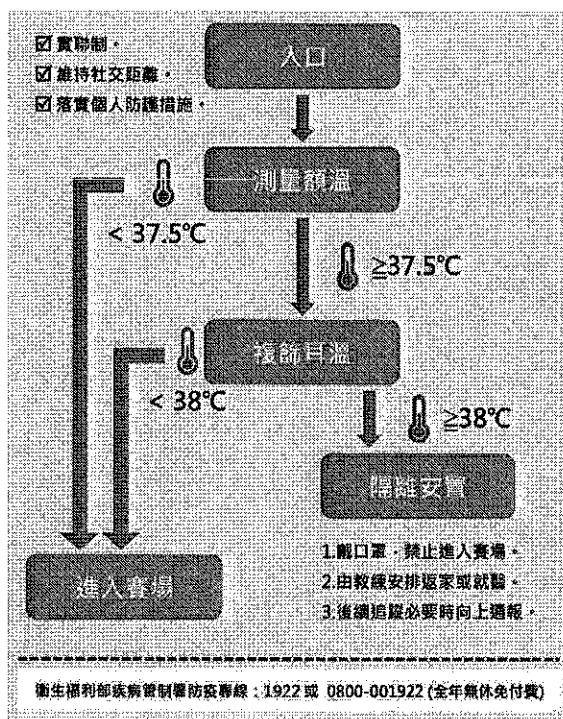 ☑ 實聯制。
☑ 維持社交距離。
☑ 落實個人防護措施。
入口
測量額溫
< 37.5℃
≧37.5℃
複篩耳溫
< 38℃
≧38℃
隔離安置
進入賽場
1.戴口罩,禁止進入賽場。
2.由教練安排返家或就醫。
3.後續追蹤必要時向上通報。
衛生福利部疾病管制署防疫專線:1922 或 0800-001922 (全年無休免付費)